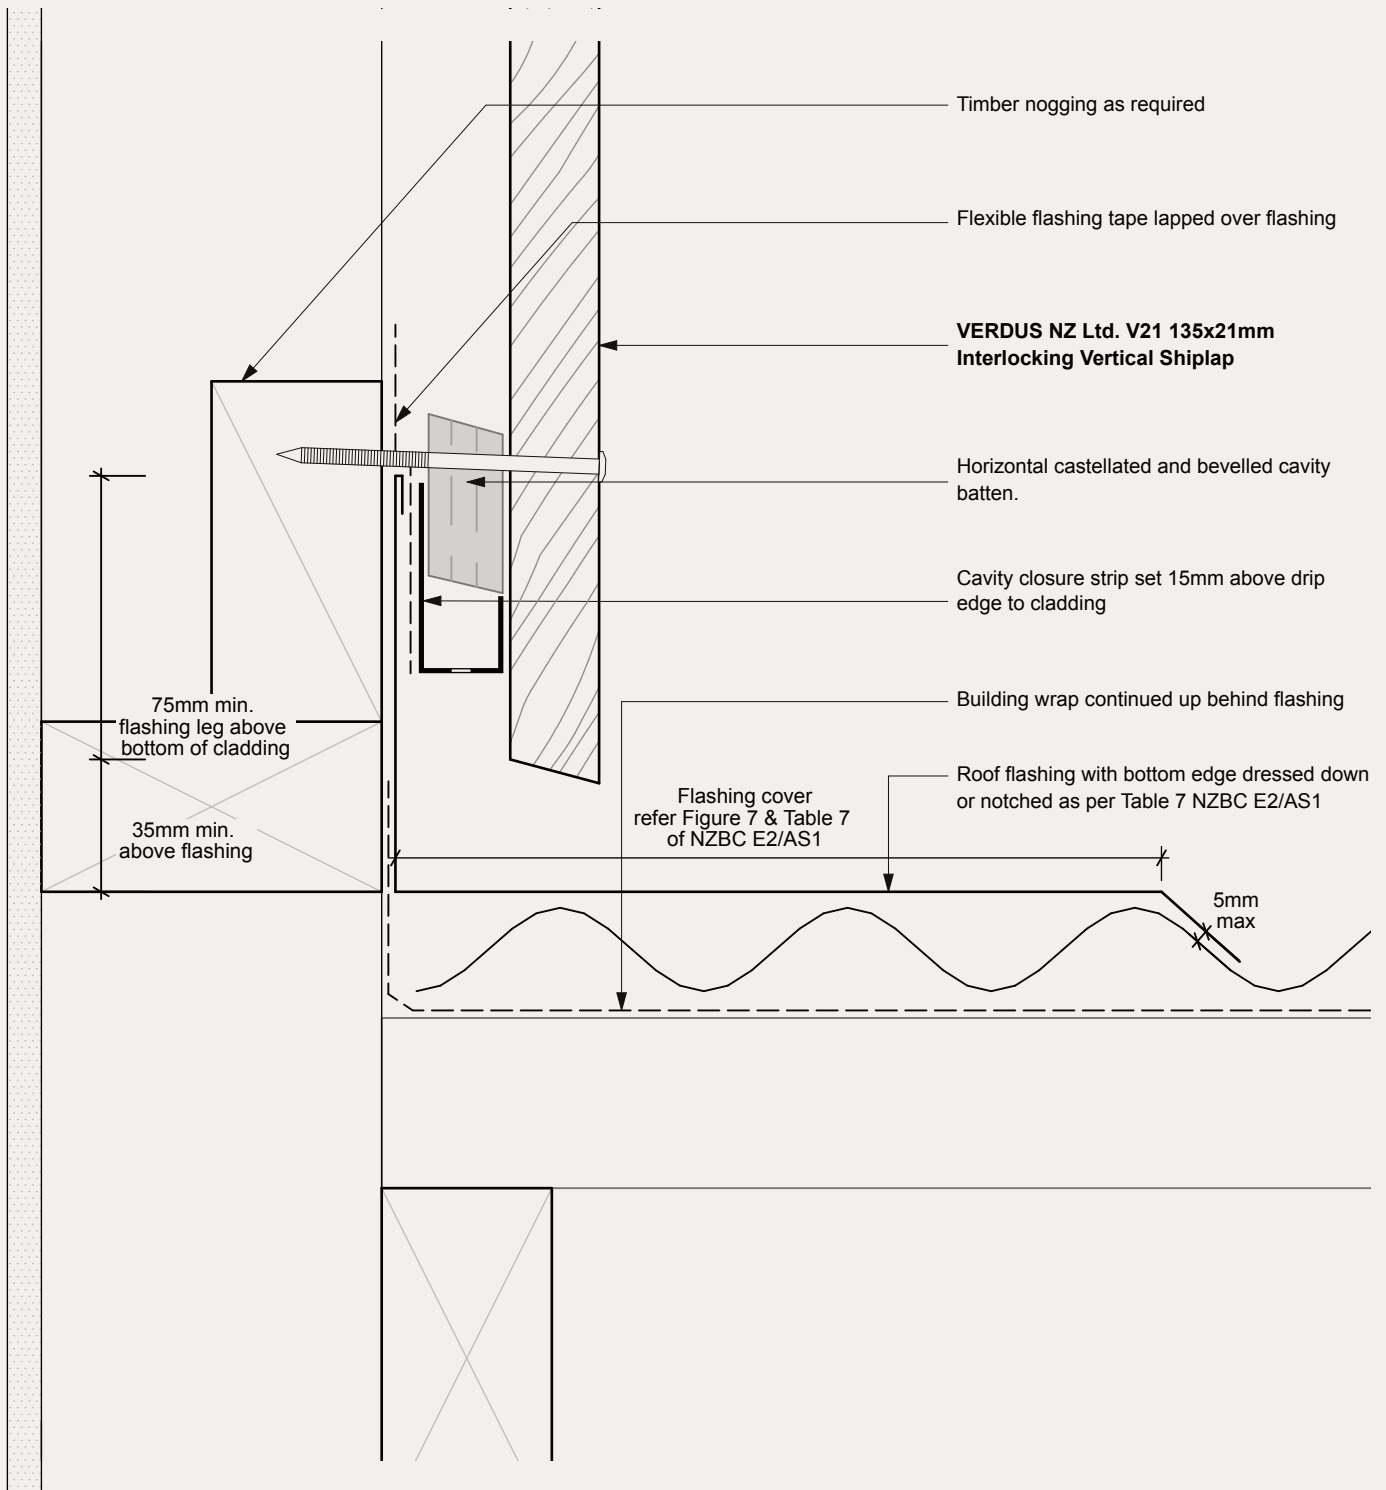 Timber nogging as required
Flexible flashing tape lapped over flashing
VERDUS NZ Ltd. V21 135x21mm
Interlocking Vertical Shiplap
Horizontal castellated and bevelled cavity
batten.
Cavity closure strip set 15mm above drip
edge to cladding
Building wrap continued up behind flashing
75mm min.
flashing leg above
bottom of cladding
Roof flashing with bottom edge dressed down
or notched as per Table 7 NZBC E2/AS1
Flashing cover
refer Figure 7 & Table 7
of NZBC E2/AS1
35mm min.
above flashing
5mm
max